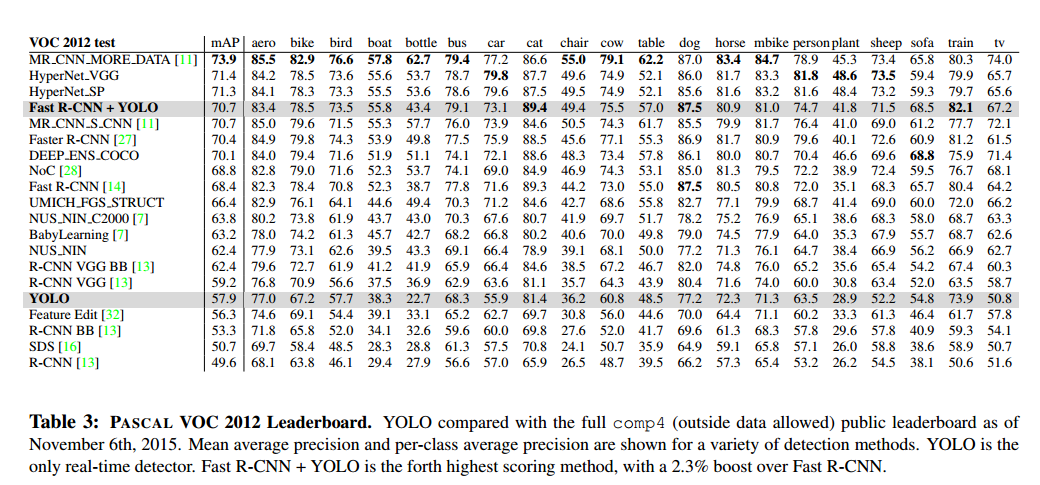 VOC 2012 test mAP aero bike bird boat bottle bus car cat chair cow table dog horse mbike person plant sheep sofa train tv
MR_CNN_MORE_DATA [11] 73.9 85.5 82.9 76.6 57.8 62.7 79.4 77.2 86.6 55.0 79.1 62.2 87.0 83.4 84.7 78.9 45.3 73.4 65.8 80.3 74.0
HyperNet_VGG 71.4 84.2 78.5 73.6 55.6 53.7 78.7 79.8 87.7 49.6 74.9 52.1 86.0 81.7 83.3 81.8 48.6 73.5 59.4 79.9 65.7
HyperNet_SP 71.3 84.1 78.3 73.3 55.5 53.6 78.6 79.6 87.5 49.5 74.9 52.1 85.6 81.6 83.2 81.6 48.4 73.2 59.3 79.7 65.6
Fast R-CNN + YOLO 70.7 83.4 78.5 73.5 55.8 43.4 79.1 73.1 89.4 49.4 75.5 57.0 87.5 80.9 81.0 74.7 41.8 71.5 68.5 82.1 67.2
MR_CNN_S_CNN [11] 70.7 85.0 79.6 71.5 55.3 57.7 76.0 73.9 84.6 50.5 74.3 61.7 85.5 79.9 81.7 76.4 41.0 69.0 61.2 77.7 72.1
Faster R-CNN [27] 70.4 84.9 79.8 74.3 53.9 49.8 77.5 75.9 88.5 45.6 77.1 55.3 86.9 81.7 80.9 79.6 40.1 72.6 60.9 81.2 61.5
DEEP_ENS_COCO 70.1 84.0 79.4 71.6 51.9 51.1 74.1 72.1 88.6 48.3 73.4 57.8 86.1 80.0 80.7 70.4 46.6 69.6 68.8 75.9 71.4
NoC [28] 68.8 82.8 79.0 71.6 52.3 53.7 74.1 69.0 84.9 46.9 74.3 53.1 85.0 81.3 79.5 72.2 38.9 72.4 59.5 76.7 68.1
Fast R-CNN [14] 68.4 82.3 78.4 70.8 52.3 38.7 77.8 71.6 89.3 44.2 73.0 55.0 87.5 80.5 80.8 72.0 35.1 68.3 65.7 80.4 64.2
UMICH_FGS_STRUCT 66.4 82.9 76.1 64.1 44.6 49.4 70.3 71.2 84.6 42.7 68.6 55.8 82.7 77.1 79.9 68.7 41.4 69.0 60.0 72.0 66.2
NUS_NIN_C2000 [7] 63.8 80.2 73.8 61.9 43.7 43.0 70.3 67.6 80.7 41.9 69.7 51.7 78.2 75.2 76.9 65.1 38.6 68.3 58.0 68.7 63.3
BabyLearning [7] 63.2 78.0 74.2 61.3 45.7 42.7 68.2 66.8 80.2 40.6 70.0 49.8 79.0 74.5 77.9 64.0 35.3 67.9 55.7 68.7 62.6
NUS_NIN 62.4 77.9 73.1 62.6 39.5 43.3 69.1 66.4 78.9 39.1 68.1 50.0 77.2 71.3 76.1 64.7 38.4 66.9 56.2 66.9 62.7
R-CNN VGG BB [13] 62.4 79.6 72.7 61.9 41.2 41.9 65.9 66.4 84.6 38.5 67.2 46.7 82.0 74.8 76.0 65.2 35.6 65.4 54.2 67.4 60.3
R-CNN VGG [13] 59.2 76.8 70.9 56.6 37.5 36.9 62.9 63.6 81.1 35.7 64.3 43.9 80.4 71.6 74.0 60.0 30.8 63.4 52.0 63.5 58.7
YOLO 57.9 77.0 67.2 57.7 38.3 22.7 68.3 55.9 81.4 36.2 60.8 48.5 77.2 72.3 71.3 63.5 28.9 52.2 54.8 73.9 50.8
Feature Edit [32] 56.3 74.6 69.1 54.4 39.1 33.1 65.2 62.7 69.7 30.8 56.0 44.6 70.0 64.4 71.1 60.2 33.3 61.3 46.4 61.7 57.8
R-CNN BB [13] 53.3 71.8 65.8 52.0 34.1 32.6 59.6 60.0 69.8 27.6 52.0 41.7 69.6 61.3 68.3 57.8 29.6 57.8 40.9 59.3 54.1
SDS [16] 50.7 69.7 58.4 48.5 28.3 28.8 61.3 57.5 70.8 24.1 50.7 35.9 64.9 59.1 65.8 57.1 26.0 58.8 38.6 58.9 50.7
R-CNN [13] 49.6 68.1 63.8 46.1 29.4 27.9 56.6 57.0 65.9 26.5 48.7 39.5 66.2 57.3 65.4 53.2 26.2 54.5 38.1 50.6 51.6
Table 3: PASCAL VOC 2012 Leaderboard. YOLO compared with the full comp4 (outside data allowed) public leaderboard as of
November 6th, 2015. Mean average precision and per-class average precision are shown for a variety of detection methods. YOLO is the
only real-time detector. Fast R-CNN + YOLO is the forth highest scoring method, with a 2.3% boost over Fast R-CNN.